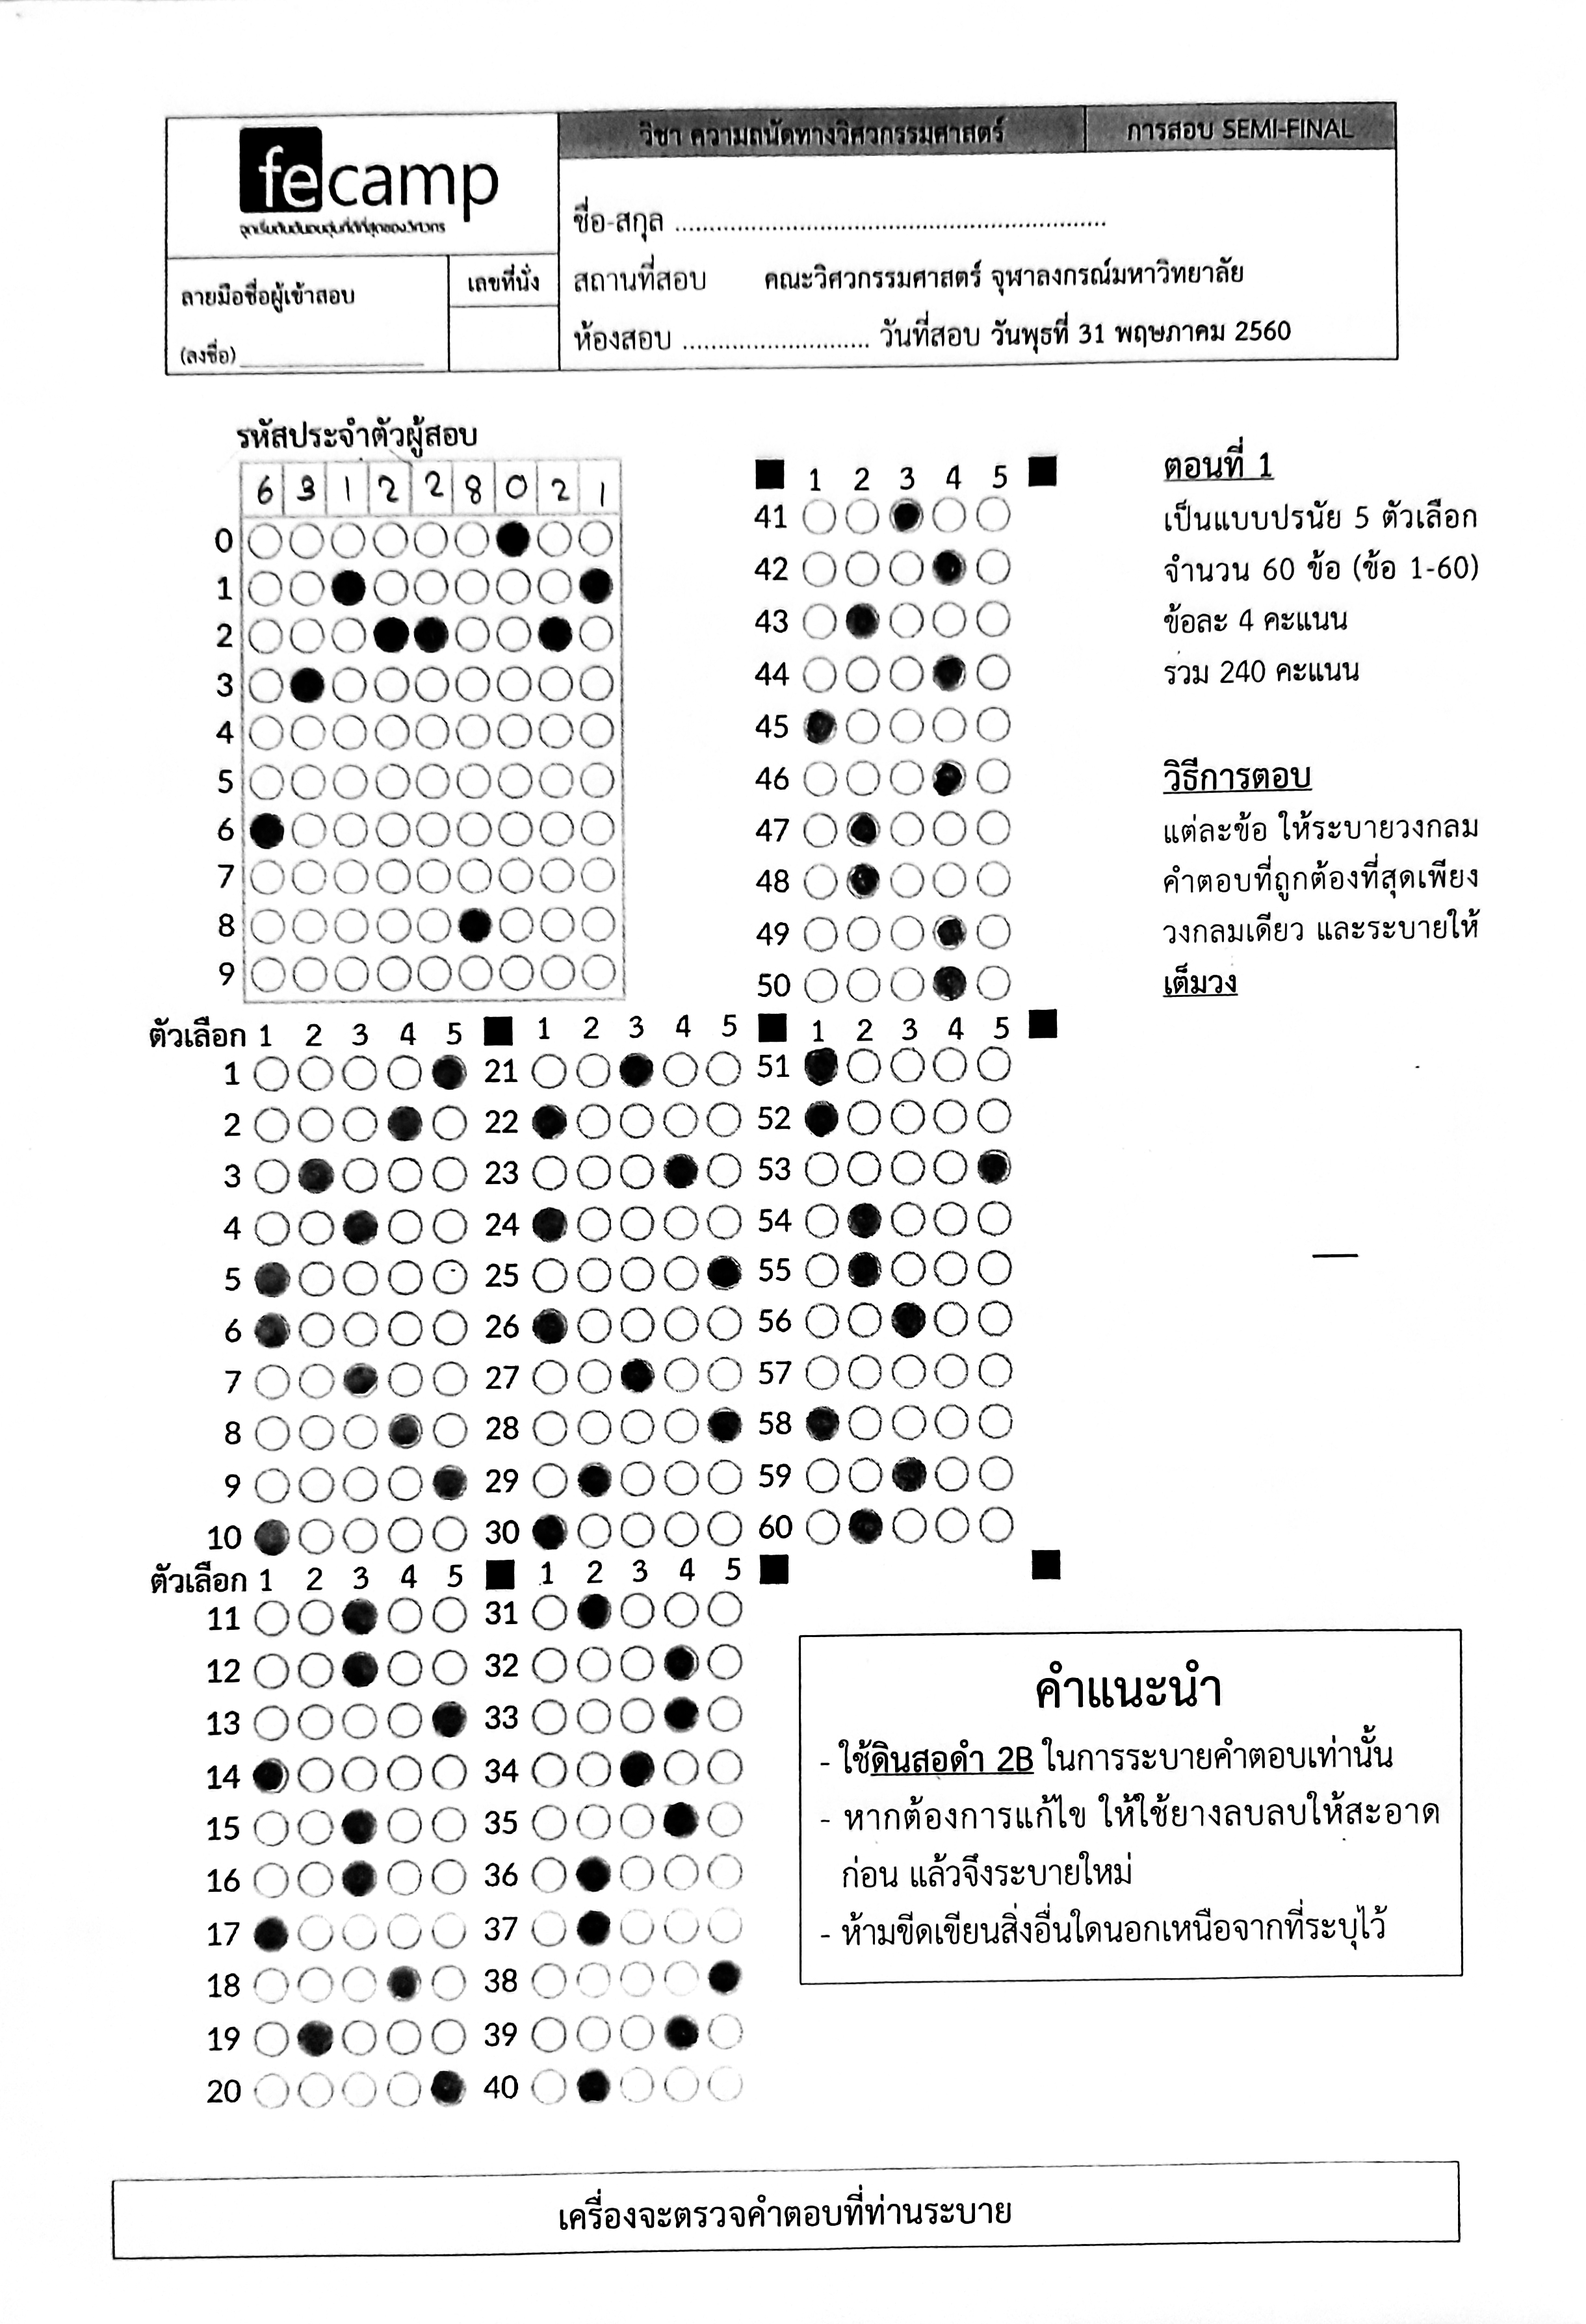 fecamp
จุดเริ่มต้นอันอบอุ่นที่ดีที่สุดของวิศวกร
วิชา ความถนัดทางวิศวกรรมศาสตร์
การสอบ SEMI-FINAL
ชื่อ-สกุล ..............................................................
สถานที่สอบ คณะวิศวกรรมศาสตร์ จุฬาลงกรณ์มหาวิทยาลัย
ห้องสอบ ........................... วันที่สอบ วันพุธที่ 31 พฤษภาคม 2560
ลายมือชื่อผู้เข้าสอบ
เลขที่นั่ง
(ลงชื่อ)
รหัสประจำตัวผู้สอบ
6 3 1 2 2 8 0 2 1
0
1
2
3
4
5
6
7
8
9
1 2 3 4 5
41
42
43
44
45
46
47
48
49
50
ตอนที่ 1
เป็นแบบปรนัย 5 ตัวเลือก
จำนวน 60 ข้อ (ข้อ 1-60)
ข้อละ 4 คะแนน
รวม 240 คะแนน
วิธีการตอบ
แต่ละข้อ ให้ระบายวงกลม
คำตอบที่ถูกต้องที่สุดเพียง
วงกลมเดียว และระบายให้
เต็มวง
ตัวเลือก 1 2 3 4 5 1 2 3 4 5 1 2 3 4 5
1 21 51
2 22 52
3 23 53
4 24 54
5 25 55
6 26 56
7 27 57
8 28 58
9 29 59
10 30 60
ตัวเลือก 1 2 3 4 5 1 2 3 4 5
11 31
12 32
13 33
14 34
15 35
16 36
17 37
18 38
19 39
20 40
คำแนะนำ
- ใช้ดินสอดำ 2B ในการระบายคำตอบเท่านั้น
- หากต้องการแก้ไข ให้ใช้ยางลบลบให้สะอาด
ก่อน แล้วจึงระบายใหม่
- ห้ามขีดเขียนสิ่งอื่นใดนอกเหนือจากที่ระบุไว้
เครื่องจะตรวจคำตอบที่ท่านระบาย